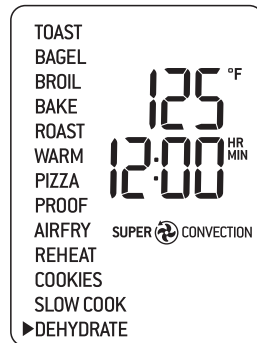 TOAST
BAGEL
BROIL
BAKE
ROAST
WARM
PIZZA
PROOF
AIRFRY
REHEAT
COOKIES
SLOW COOK
▶DEHYDRATE
125 °F
12:00 HR MIN
SUPER CONVECTION